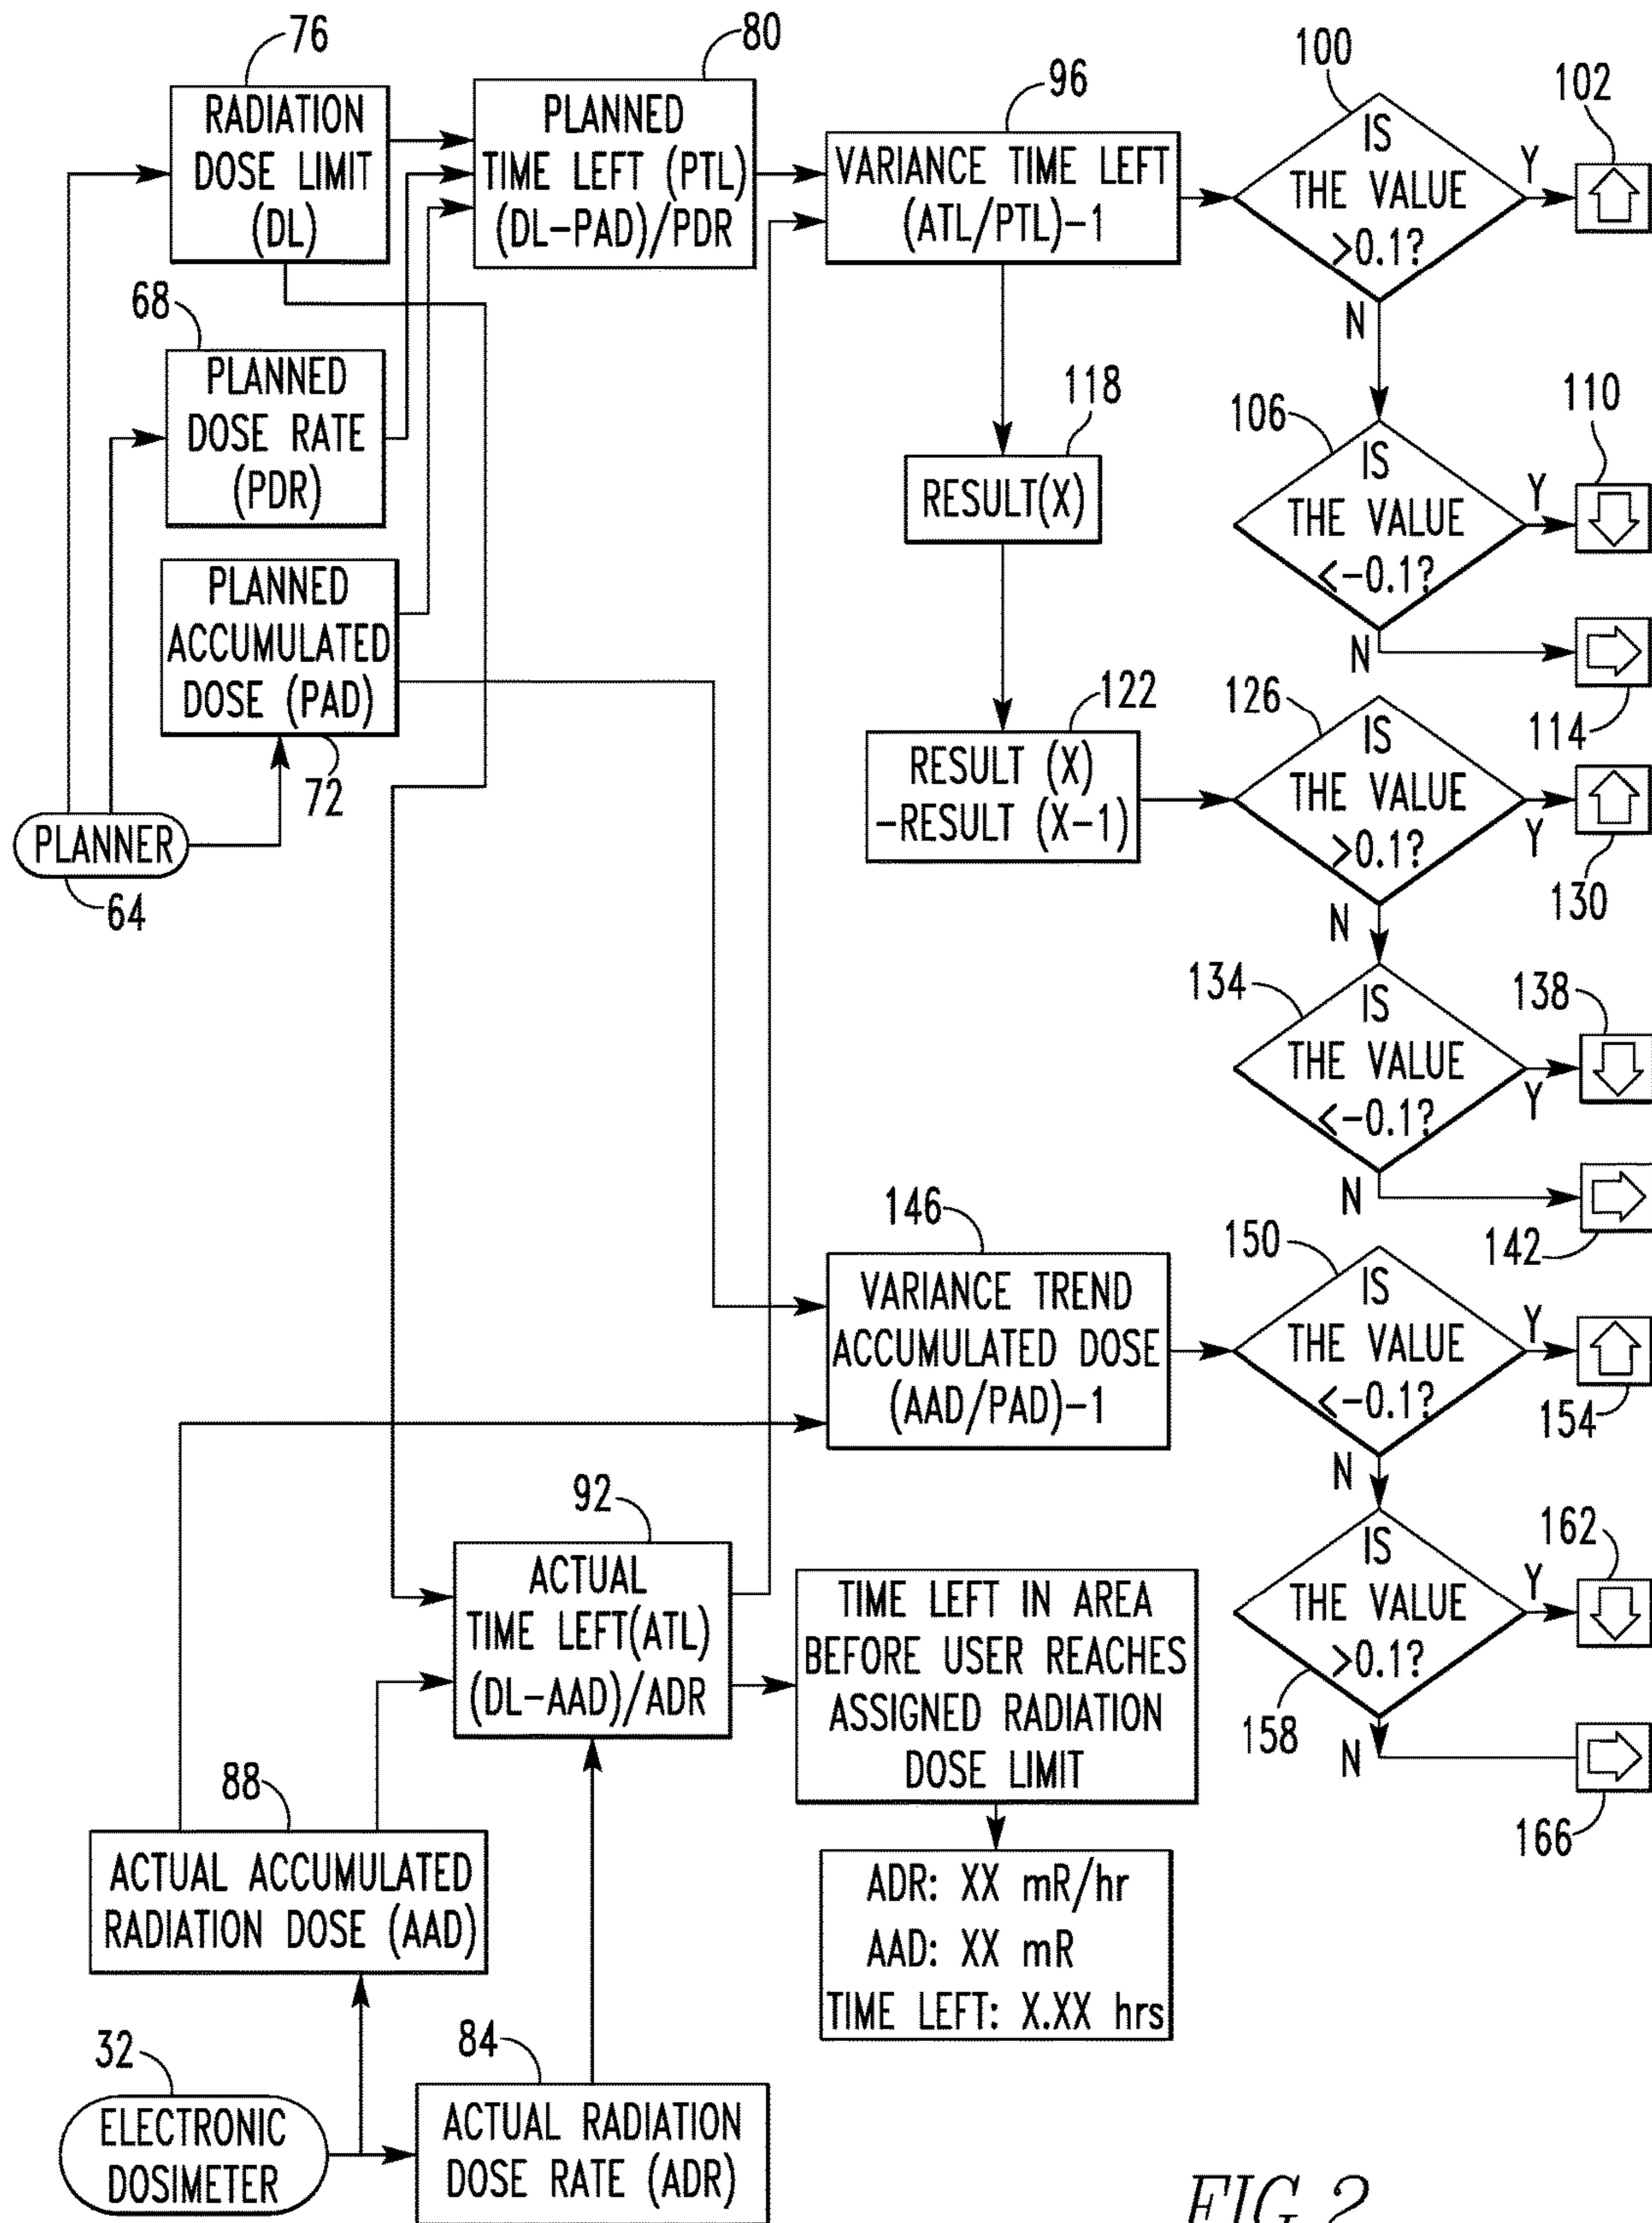 76
RADIATION
DOSE LIMIT
(DL)
80
PLANNED
TIME LEFT (PTL)
(DL-PAD)/PDR
96
VARIANCE TIME LEFT
(ATL/PTL)-1
100
IS
THE VALUE
>0.1?
Y
102
N
68
PLANNED
DOSE RATE
(PDR)
118
RESULT(X)
106
IS
THE VALUE
<-0.1?
Y
110
N
114
PLANNED
ACCUMULATED
DOSE (PAD)
72
PLANNER
64
122
RESULT (X)
-RESULT (X-1)
126
IS
THE VALUE
>0.1?
Y
130
N
134
IS
THE VALUE
<-0.1?
Y
138
N
142
146
VARIANCE TREND
ACCUMULATED DOSE
(AAD/PAD)-1
150
IS
THE VALUE
<-0.1?
Y
154
N
92
ACTUAL
TIME LEFT(ATL)
(DL-AAD)/ADR
TIME LEFT IN AREA
BEFORE USER REACHES
ASSIGNED RADIATION
DOSE LIMIT
IS
THE VALUE
>0.1?
158
Y
162
N
166
88
ACTUAL ACCUMULATED
RADIATION DOSE (AAD)
ADR: XX mR/hr
AAD: XX mR
TIME LEFT: X.XX hrs
32
ELECTRONIC
DOSIMETER
84
ACTUAL RADIATION
DOSE RATE (ADR)
FIG.2